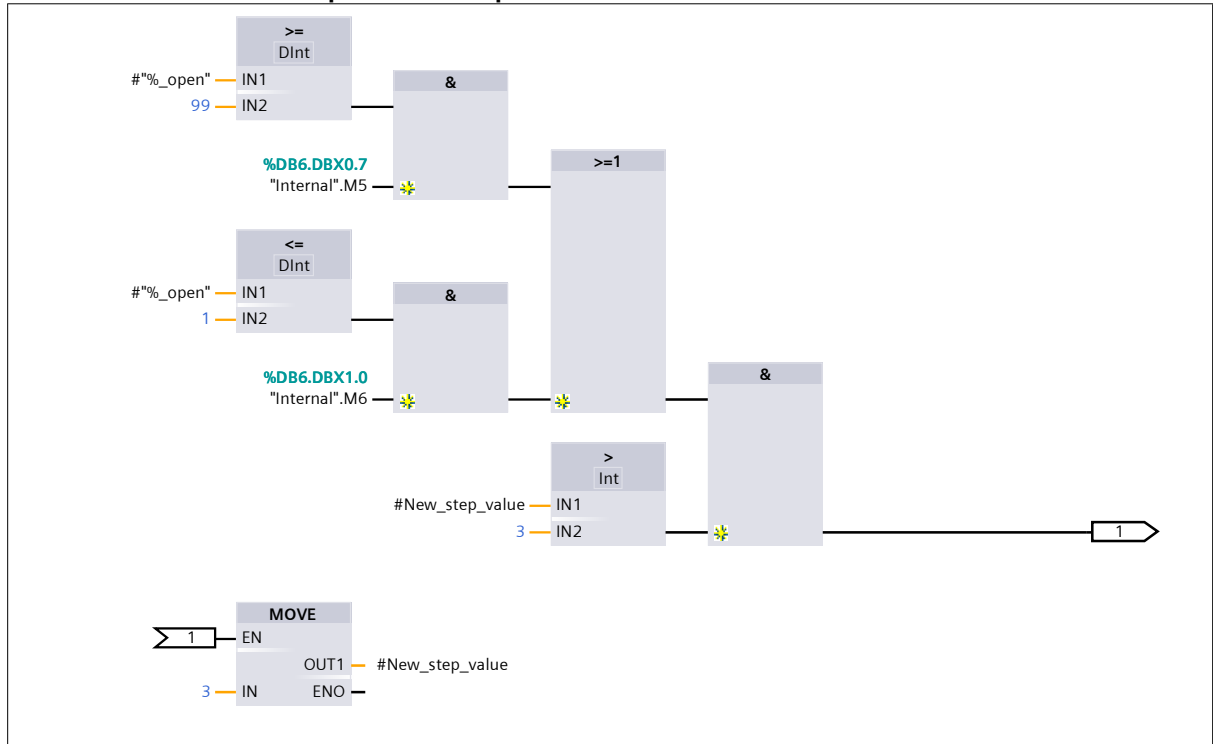 >=
DInt
#"%_open" IN1
99 IN2
&
%DB6.DBX0.7
"Internal".M5
>=1
<=
DInt
#"%_open" IN1
1 IN2
&
%DB6.DBX1.0
"Internal".M6
&
>
Int
#New_step_value IN1
3 IN2
1
MOVE
1 EN
OUT1 #New_step_value
3 IN ENO